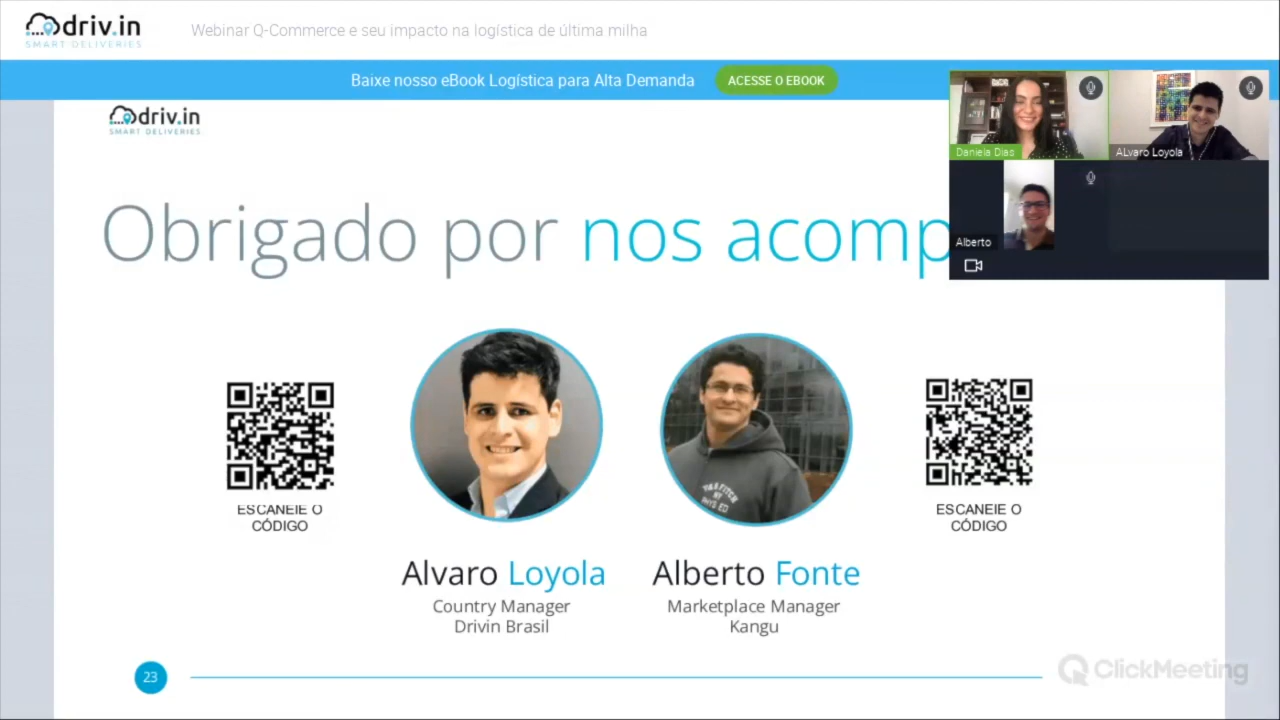 driv.in
SMART DELIVERIES
Webinar Q-Commerce e seu impacto na logística de última milha
Baixe nosso eBook Logística para Alta Demanda
ACESSE O EBOOK
driv.in
SMART DELIVERIES
Daniela Dias
ALvaro Loyola
Alberto
Obrigado por nos acomp
ESCANEIE O
CÓDIGO
ESCANEIE O
CÓDIGO
Alvaro Loyola
Country Manager
Drivin Brasil
Alberto Fonte
Marketplace Manager
Kangu
23
ClickMeeting